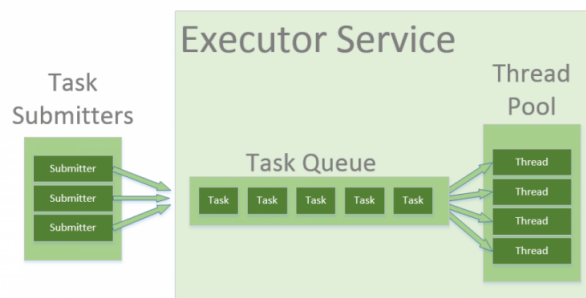 Executor Service
Task
Submitters
Submitter
Submitter
Submitter
Task Queue
Task Task Task Task Task
Thread
Pool
Thread
Thread
Thread
Thread